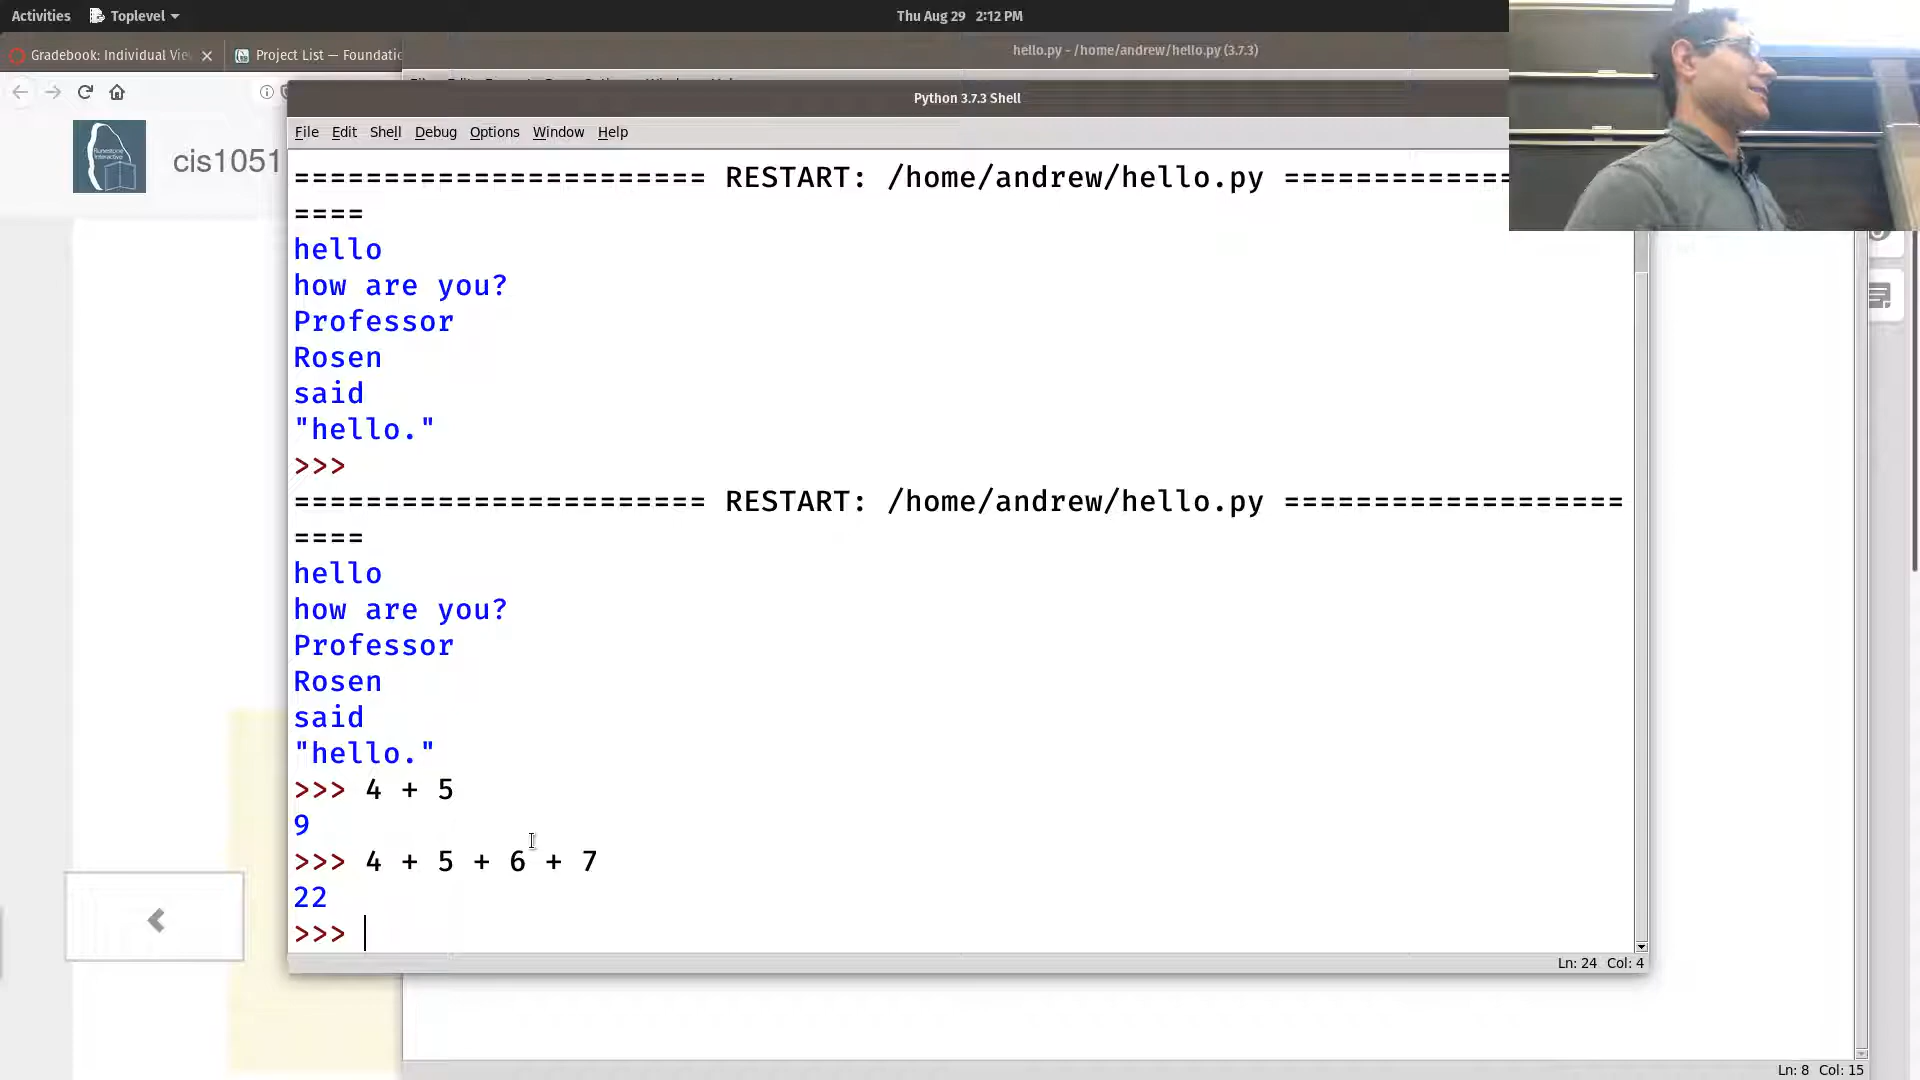 Activities Toplevel Thu Aug 29 2:12 PM
Gradebook: Individual Vie Project List — Foundatio hello.py - /home/andrew/hello.py (3.7.3)
Python 3.7.3 Shell
File Edit Shell Debug Options Window Help
cis1051
======================= RESTART: /home/andrew/hello.py =============
====
hello
how are you?
Professor
Rosen
said
"hello."
>>>
======================= RESTART: /home/andrew/hello.py ===================
====
hello
how are you?
Professor
Rosen
said
"hello."
>>> 4 + 5
9
>>> 4 + 5 + 6 + 7
22
>>>
Ln: 24 Col: 4
Ln: 8 Col: 15